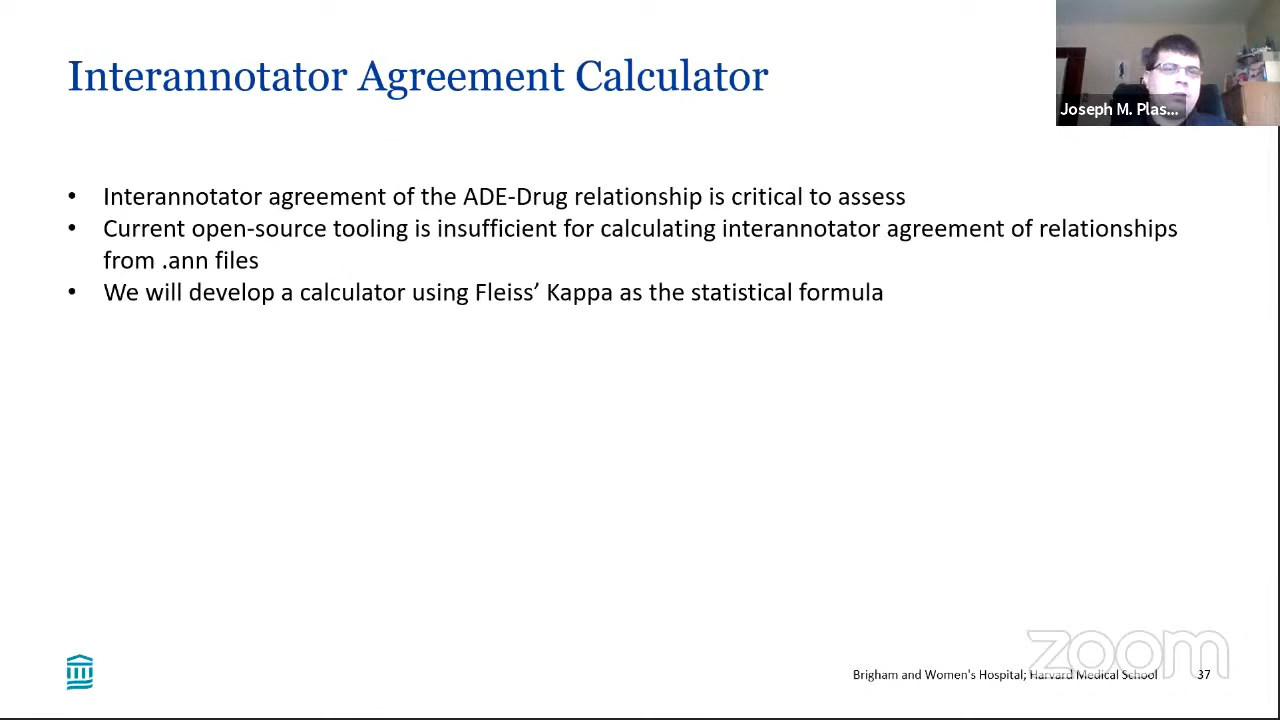 Interannotator Agreement Calculator
Joseph M. Plas...
• Interannotator agreement of the ADE-Drug relationship is critical to assess
• Current open-source tooling is insufficient for calculating interannotator agreement of relationships
from .ann files
• We will develop a calculator using Fleiss’ Kappa as the statistical formula
zoom
Brigham and Women's Hospital; Harvard Medical School
37